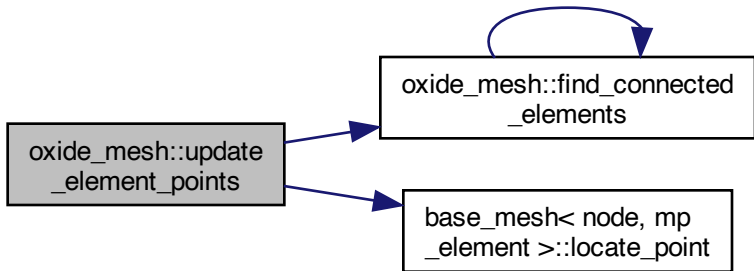 oxide_mesh::find_connected
_elements
oxide_mesh::update
_element_points
base_mesh< node, mp
_element >::locate_point